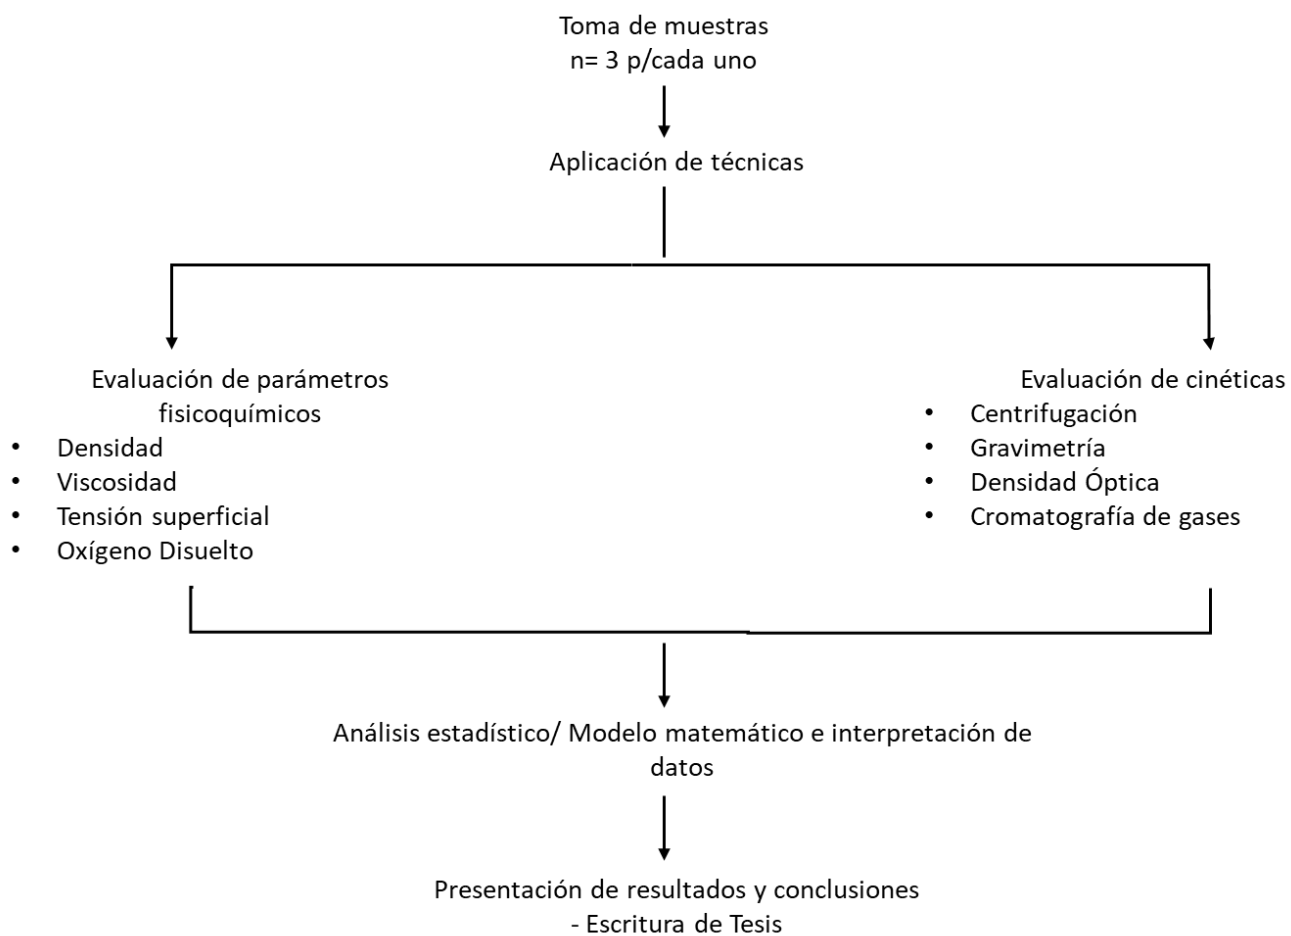 Toma de muestras
n= 3 p/cada uno
Aplicación de técnicas
Evaluación de parámetros
fisicoquímicos
• Densidad
• Viscosidad
• Tensión superficial
• Oxígeno Disuelto
Evaluación de cinéticas
• Centrifugación
• Gravimetría
• Densidad Óptica
• Cromatografía de gases
Análisis estadístico/ Modelo matemático e interpretación de
datos
Presentación de resultados y conclusiones
- Escritura de Tesis